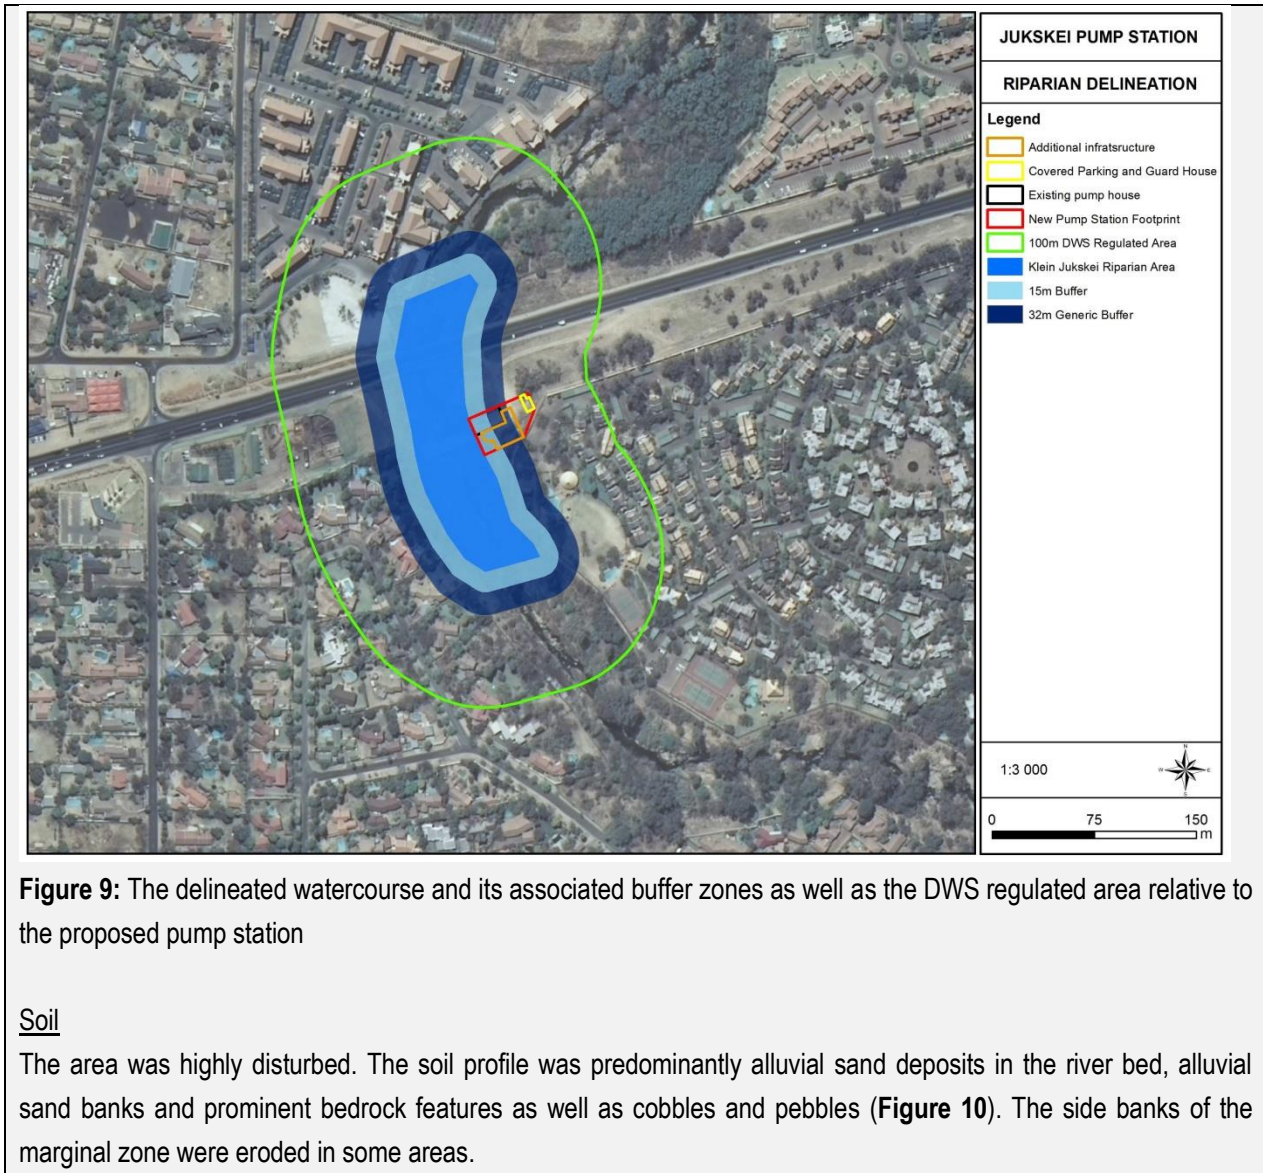 JUKSKEI PUMP STATION
RIPARIAN DELINEATION
Legend
Additional infratsructure
Covered Parking and Guard House
Existing pump house
New Pump Station Footprint
100m DWS Regulated Area
Klein Jukskei Riparian Area
15m Buffer
32m Generic Buffer
1:3 000
N
W E
S
0 75 150
m
Figure 9: The delineated watercourse and its associated buffer zones as well as the DWS regulated area relative to
the proposed pump station
Soil
The area was highly disturbed. The soil profile was predominantly alluvial sand deposits in the river bed, alluvial
sand banks and prominent bedrock features as well as cobbles and pebbles (Figure 10). The side banks of the
marginal zone were eroded in some areas.